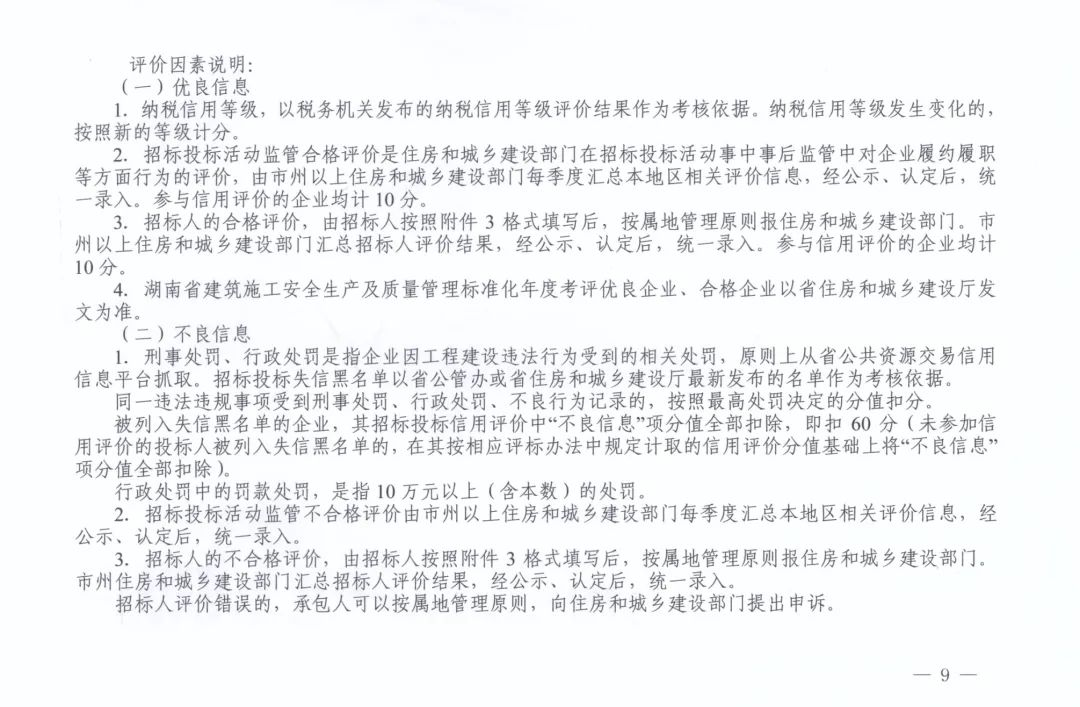 评价因素说明：
（一）优良信息
1. 纳税信用等级，以税务机关发布的纳税信用等级评价结果作为考核依据。纳税信用等级发生变化的，
按照新的等级计分。
2. 招标投标活动监管合格评价是住房和城乡建设部门在招标投标活动事中事后监管中对企业履约履职
等方面行为的评价，由市州以上住房和城乡建设部门每季度汇总本地区相关评价信息，经公示、认定后，统
一录入。参与信用评价的企业均计 10 分。
3. 招标人的合格评价，由招标人按照附件 3 格式填写后，按属地管理原则报住房和城乡建设部门。市
州以上住房和城乡建设部门汇总招标人评价结果，经公示、认定后，统一录入。参与信用评价的企业均计
10 分。
4. 湖南省建筑施工安全生产及质量管理标准化年度考评优良企业、合格企业以省住房和城乡建设厅发
文为准。
（二）不良信息
1. 刑事处罚、行政处罚是指企业因工程建设违法行为受到的相关处罚，原则上从省公共资源交易信用
信息平台抓取。招标投标失信黑名单以省公管办或省住房和城乡建设厅最新发布的名单作为考核依据。
同一违法违规事项受到刑事处罚、行政处罚、不良行为记录的，按照最高处罚决定的分值扣分。
被列入失信黑名单的企业，其招标投标信用评价中“不良信息”项分值全部扣除，即扣 60 分（未参加信
用评价的投标人被列入失信黑名单的，在其按相应评标办法中规定计取的信用评价分值基础上将“不良信息”
项分值全部扣除）。
行政处罚中的罚款处罚，是指 10 万元以上（含本数）的处罚。
2. 招标投标活动监管不合格评价由市州以上住房和城乡建设部门每季度汇总本地区相关评价信息，经
公示、认定后，统一录入。
3. 招标人的不合格评价，由招标人按照附件 3 格式填写后，按属地管理原则报住房和城乡建设部门。
市州住房和城乡建设部门汇总招标人评价结果，经公示、认定后，统一录入。
招标人评价错误的，承包人可以按属地管理原则，向住房和城乡建设部门提出申诉。
— 9 —